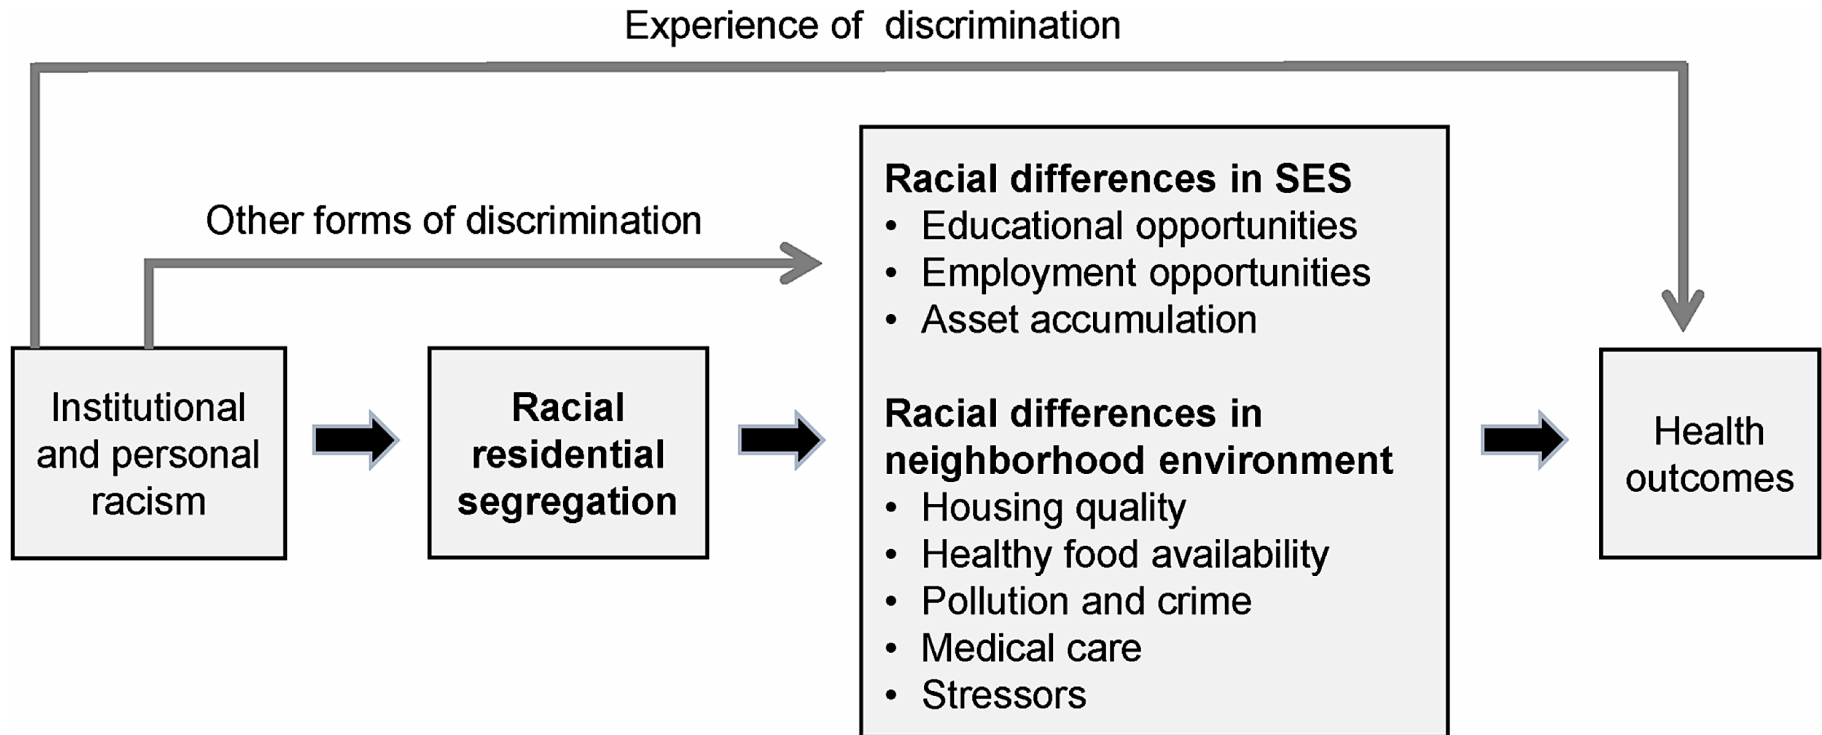 Experience of discrimination
Other forms of discrimination
Institutional
and personal
racism
Racial
residential
segregation
Racial differences in SES
• Educational opportunities
• Employment opportunities
• Asset accumulation
Racial differences in
neighborhood environment
• Housing quality
• Healthy food availability
• Pollution and crime
• Medical care
• Stressors
Health
outcomes